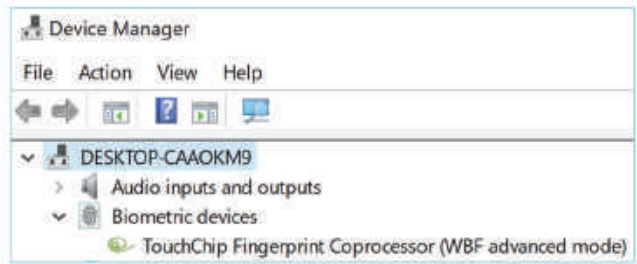 Device Manager
File Action View Help
DESKTOP-CAAOKM9
Audio inputs and outputs
Biometric devices
TouchChip Fingerprint Coprocessor (WBF advanced mode)